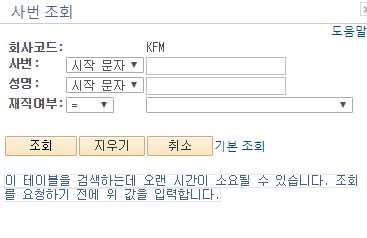 사번 조회
도움말
회사코드: KFM
사번: 시작 문자
성명: 시작 문자
재직여부: =
조회 지우기 취소 기본 조회
이 테이블을 검색하는데 오랜 시간이 소요될 수 있습니다. 조회
를 요청하기 전에 위 값을 입력합니다.